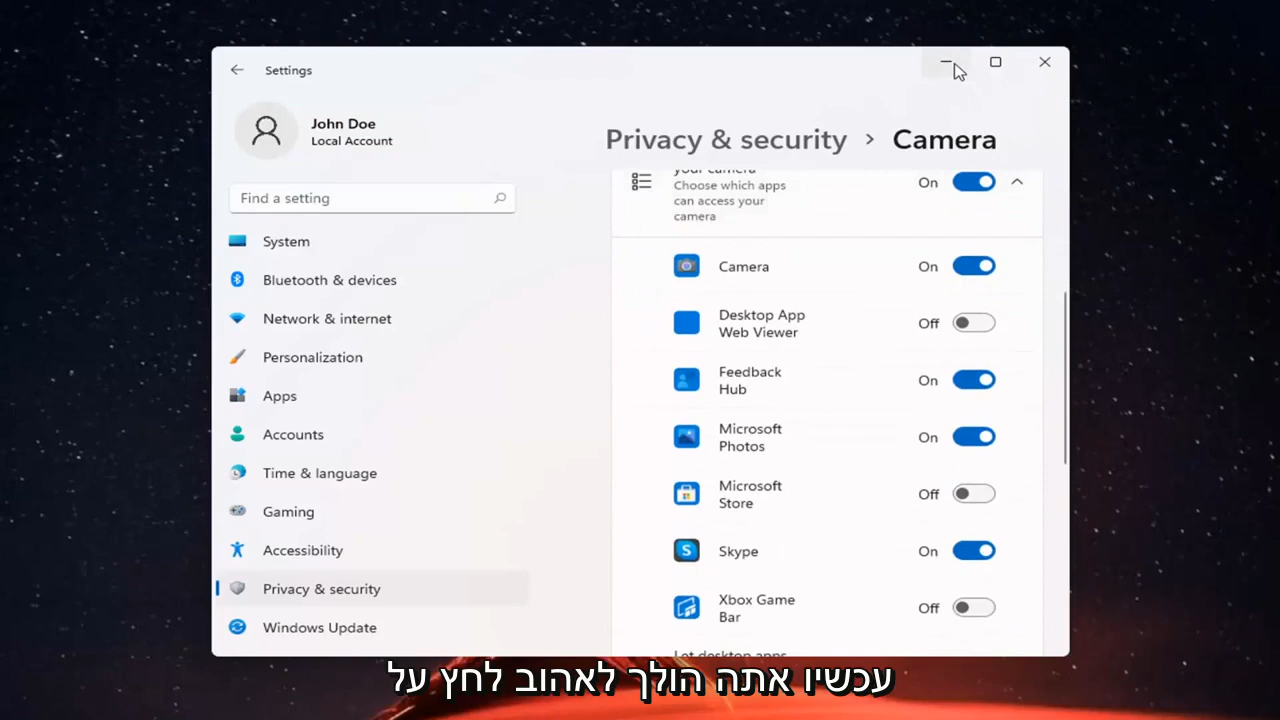 Settings
John Doe
Local Account
Find a setting
System
Bluetooth & devices
Network & internet
Personalization
Apps
Accounts
Time & language
Gaming
Accessibility
Privacy & security
Windows Update
Privacy & security › Camera
your camera
Choose which apps
can access your
camera
On
Camera
On
Desktop App
Web Viewer
Off
Feedback
Hub
On
Microsoft
Photos
On
Microsoft
Store
Off
Skype
On
Xbox Game
Bar
Off
Let desktop apps
עכשיו אתה הולך לאהוב לחץ על